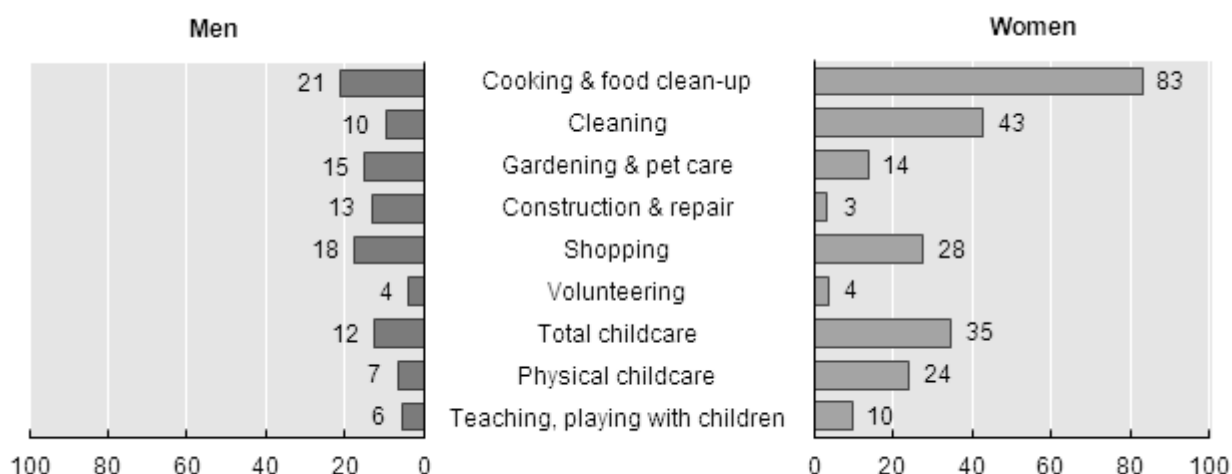 Men Women
21 Cooking & food clean-up 83
10 Cleaning 43
15 Gardening & pet care 14
13 Construction & repair 3
18 Shopping 28
4 Volunteering 4
12 Total childcare 35
7 Physical childcare 24
6 Teaching, playing with children 10
100 80 60 40 20 0 0 20 40 60 80 100